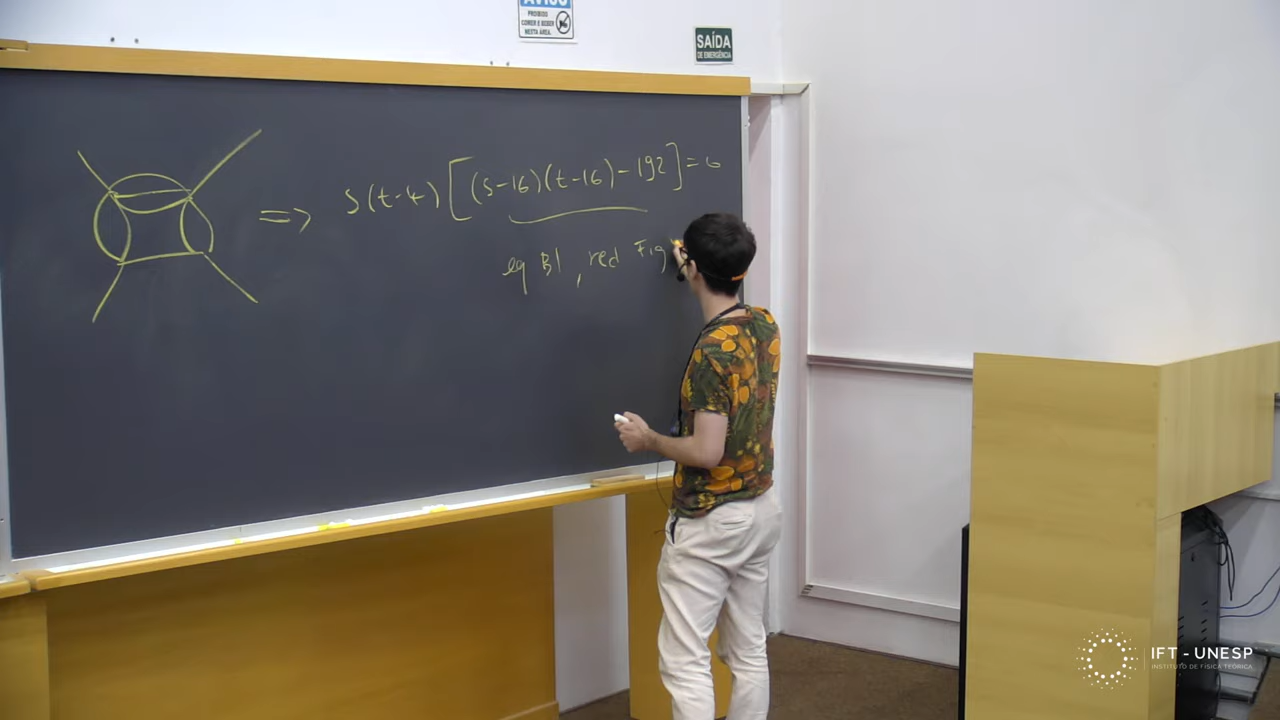 AVISO
PROIBIDO
COMER E BEBER
NESTA ÁREA.
SAÍDA
DE EMERGÊNCIA
=> s(t-4)[(s-16)(t-16)-192]=0
eq B1, red Fig
IFT - UNESP
INSTITUTO DE FÍSICA TEÓRICA